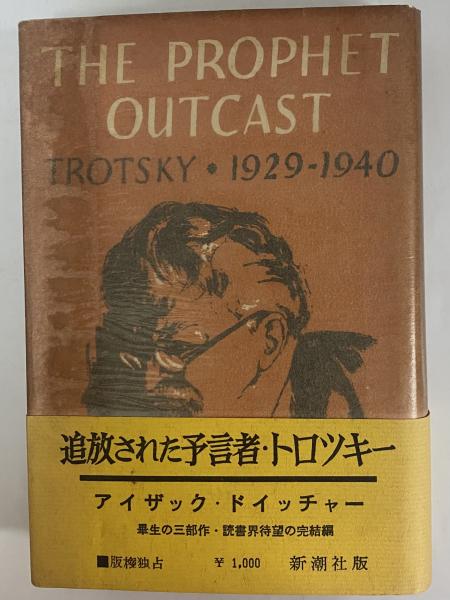 THE PROPHET
OUTCAST
TROTSKY • 1929-1940
追放された予言者・トロツキー
アイザック・ドイッチャー
畢生の三部作・読書界待望の完結編
■版権独占 ¥ 1,000 新潮社版